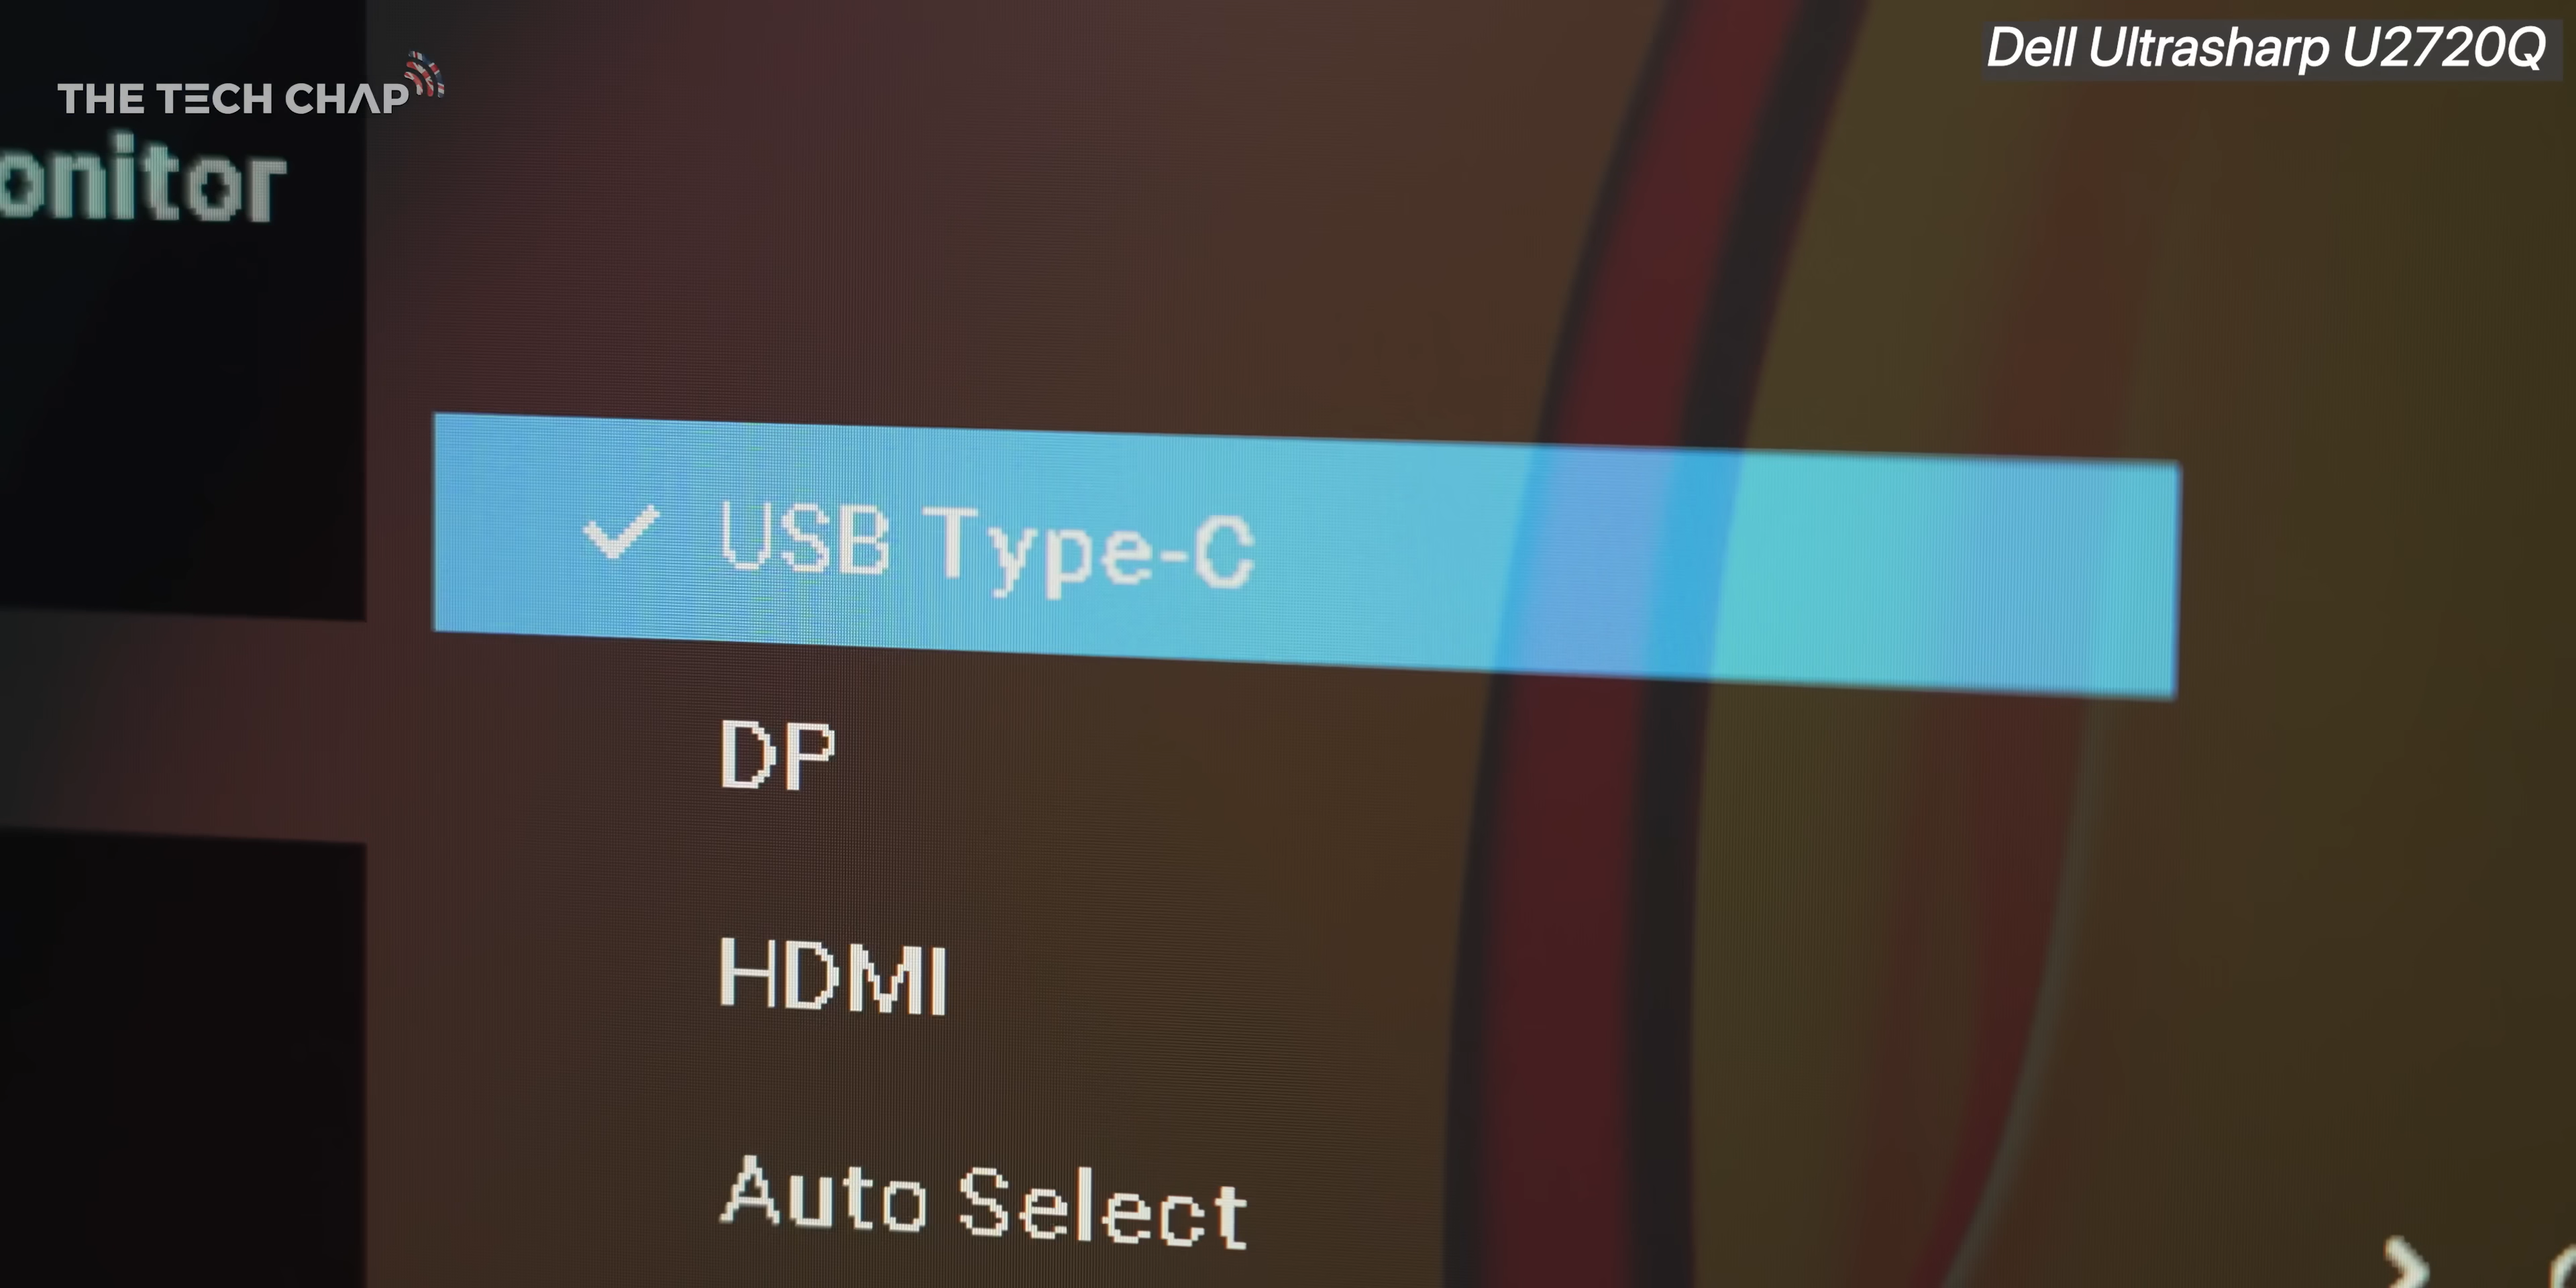 Dell Ultrasharp U2720Q
THE TECH CHAP
onitor
USB Type-C
DP
HDMI
Auto Select